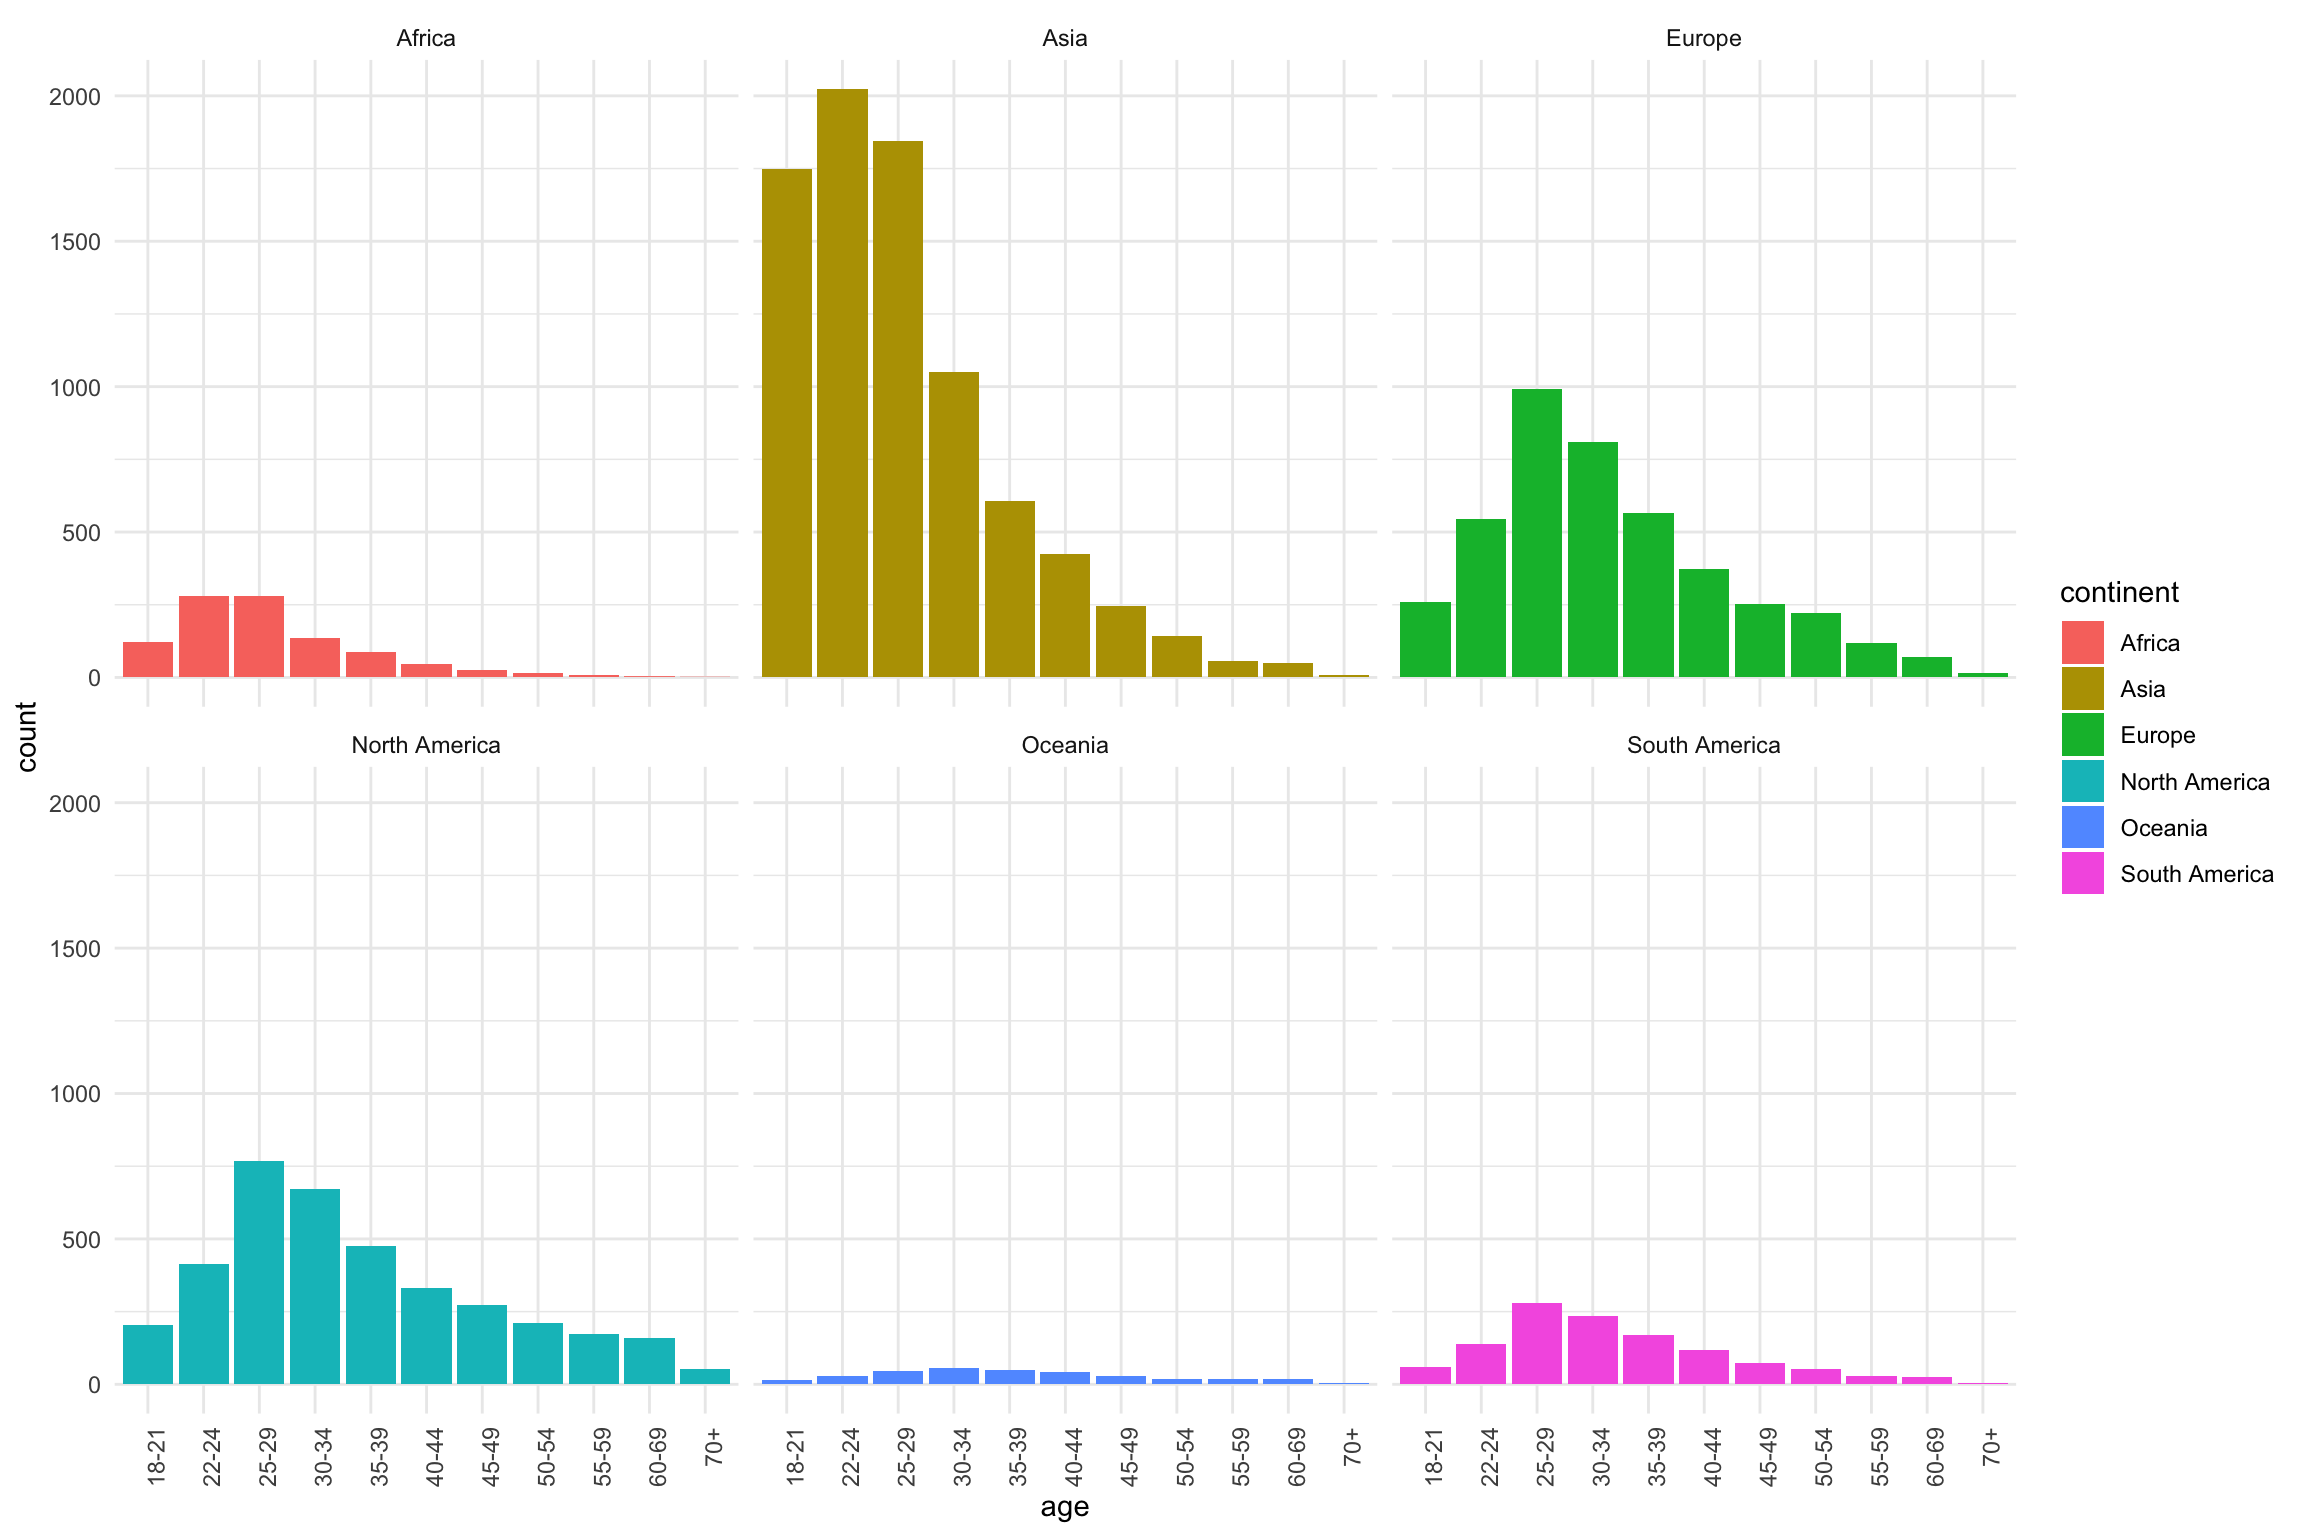 Africa
Asia
Europe
2000
1500
1000
500
0
count
North America
Oceania
South America
2000
1500
1000
500
0
18-21
22-24
25-29
30-34
35-39
40-44
45-49
50-54
55-59
60-69
70+
18-21
22-24
25-29
30-34
35-39
40-44
45-49
50-54
55-59
60-69
70+
18-21
22-24
25-29
30-34
35-39
40-44
45-49
50-54
55-59
60-69
70+
age
continent
Africa
Asia
Europe
North America
Oceania
South America